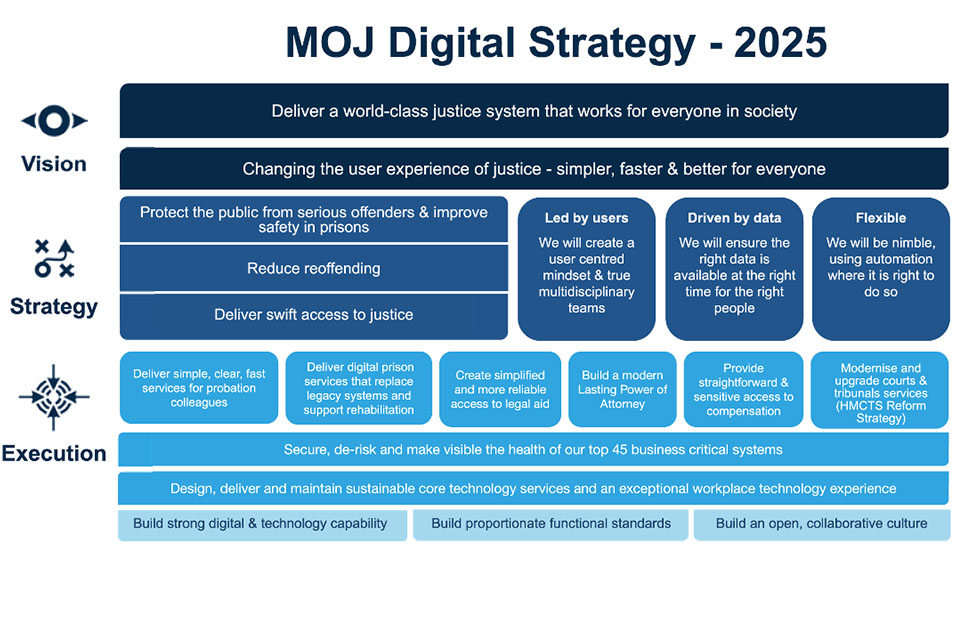 MOJ Digital Strategy - 2025
Vision
Deliver a world-class justice system that works for everyone in society
Changing the user experience of justice - simpler, faster & better for everyone
Strategy
Protect the public from serious offenders & improve
safety in prisons
Reduce reoffending
Deliver swift access to justice
Led by users
We will create a
user centred
mindset & true
multidisciplinary
teams
Driven by data
We will ensure the
right data is
available at the right
time for the right
people
Flexible
We will be nimble,
using automation
where it is right to
do so
Execution
Deliver simple, clear, fast
services for probation
colleagues
Deliver digital prison
services that replace
legacy systems and
support rehabilitation
Create simplified
and more reliable
access to legal aid
Build a modern
Lasting Power of
Attorney
Provide
straightforward &
sensitive access to
compensation
Modernise and
upgrade courts &
tribunals services
(HMCTS Reform
Strategy)
Secure, de-risk and make visible the health of our top 45 business critical systems
Design, deliver and maintain sustainable core technology services and an exceptional workplace technology experience
Build strong digital & technology capability
Build proportionate functional standards
Build an open, collaborative culture